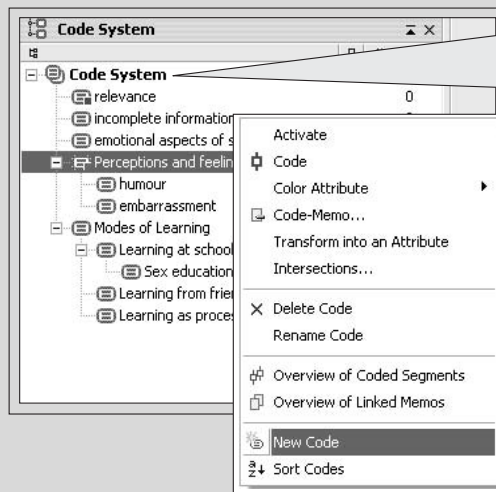 Code System
Code System
relevance 0
incomplete information
emotional aspects of s
Perceptions and feelin
humour
embarrassment
Modes of Learning
Learning at school
Sex education
Learning from frie
Learning as proce
Activate
Code
Color Attribute
Code-Memo...
Transform into an Attribute
Intersections...
Delete Code
Rename Code
Overview of Coded Segments
Overview of Linked Memos
New Code
Sort Codes